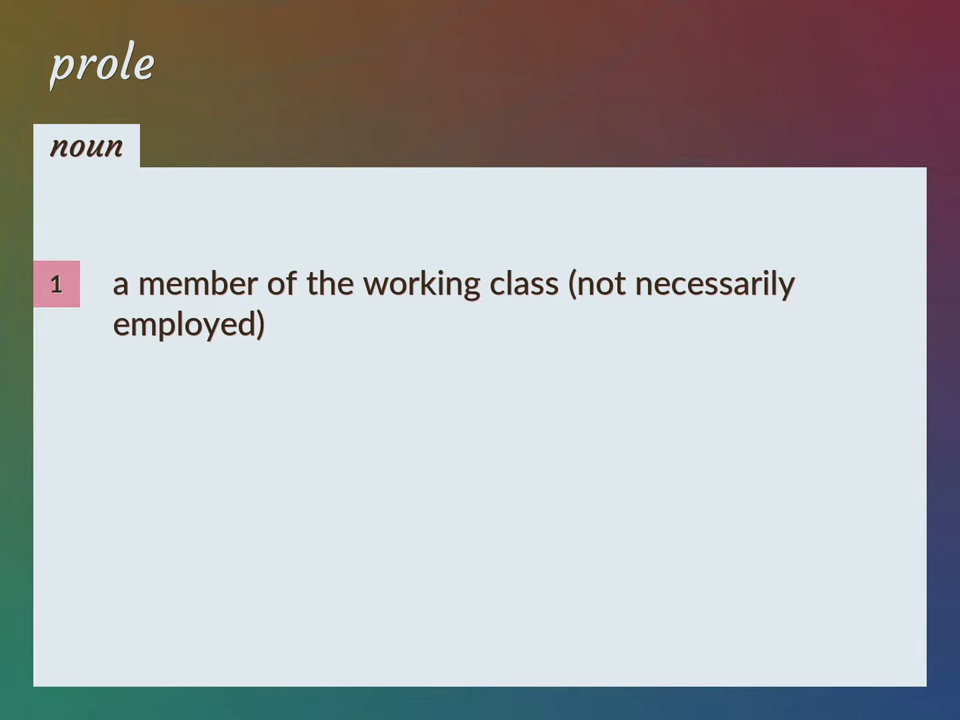 prole
noun
1 a member of the working class (not necessarily
employed)